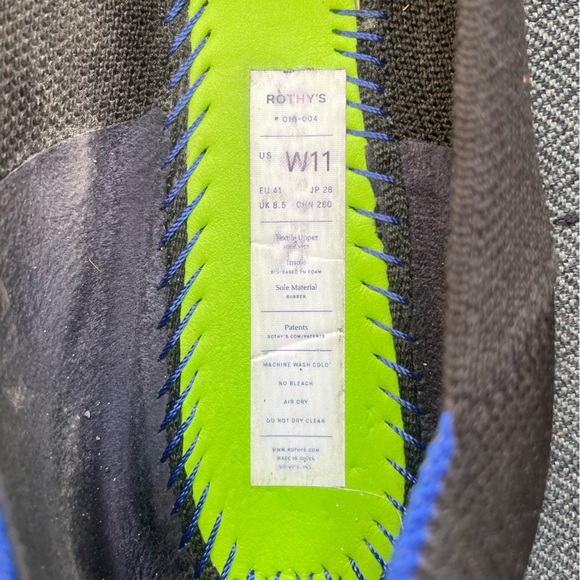 ROTHY'S
# 016-004
US W11
EU 41 JP 28
UK 8.5 CHN 260
Textile Upper
Insole
Sole Material
RUBBER
Patents
ROTHYS.COM/PATENTS
MACHINE WASH COLD
NO BLEACH
AIR DRY
DO NOT DRY CLEAN
WWW.ROTHYS.COM
MADE IN CHINA